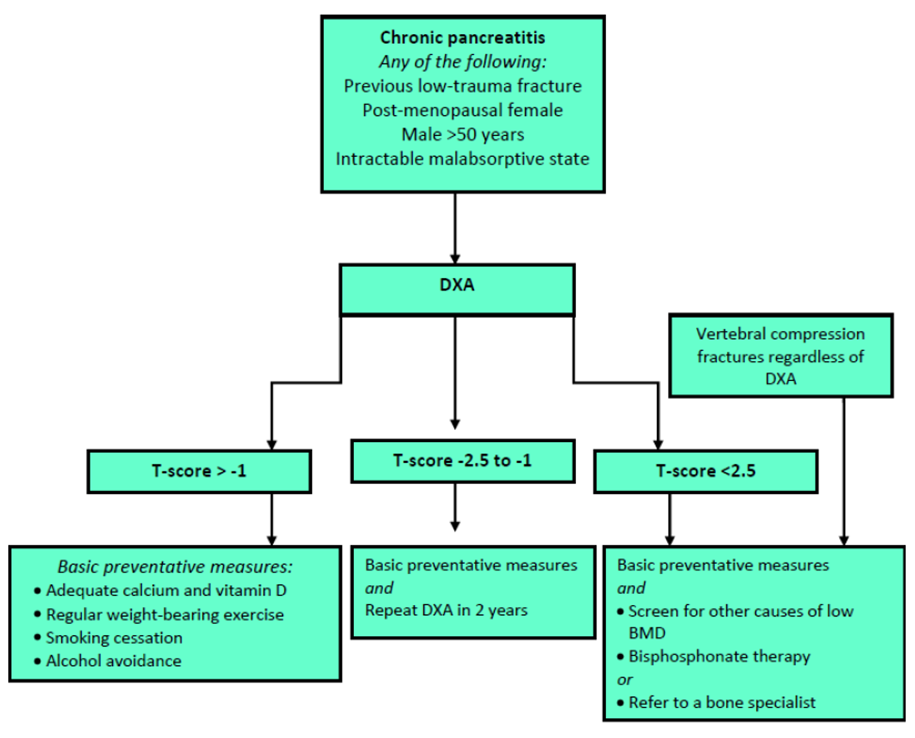 Chronic pancreatitis
Any of the following:
Previous low-trauma fracture
Post-menopausal female
Male >50 years
Intractable malabsorptive state
DXA
Vertebral compression
fractures regardless of
DXA
T-score > -1
T-score -2.5 to -1
T-score <2.5
Basic preventative measures:
• Adequate calcium and vitamin D
• Regular weight-bearing exercise
• Smoking cessation
• Alcohol avoidance
Basic preventative measures
and
Repeat DXA in 2 years
Basic preventative measures
and
• Screen for other causes of low
BMD
• Bisphosphonate therapy
or
• Refer to a bone specialist